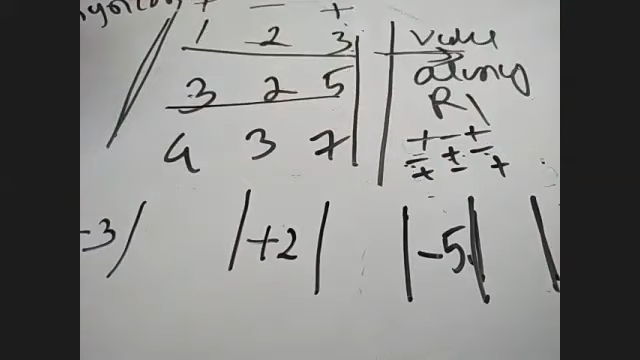 + - +
1 2 3 | value
3 2 5 | along
R1
4 3 7 | + - +
- + -
+ - +
-3| |+2| |-5|